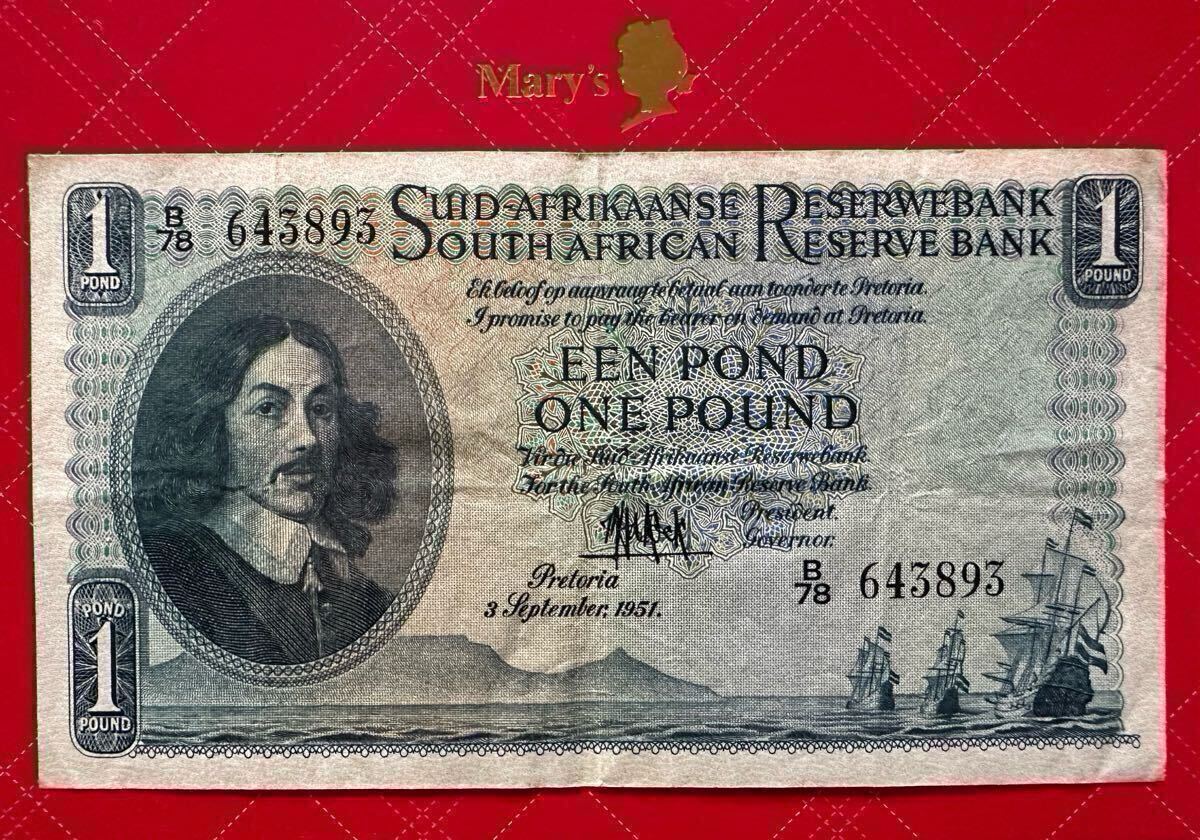 Mary's
1
POND
B/78 643893
SUID-AFRIKAANSE RESERWEBANK
SOUTH AFRICAN RESERVE BANK
1
POUND
Ek beloof op aanvraag te betaal aan toonder te Pretoria.
I promise to pay the bearer on demand at Pretoria.
EEN POND
ONE POUND
Vir die Suid-Afrikaanse Reserwebank.
For the South African Reserve Bank
President.
Governor.
Pretoria
3 September, 1951.
B/78 643893
POND
1
POUND